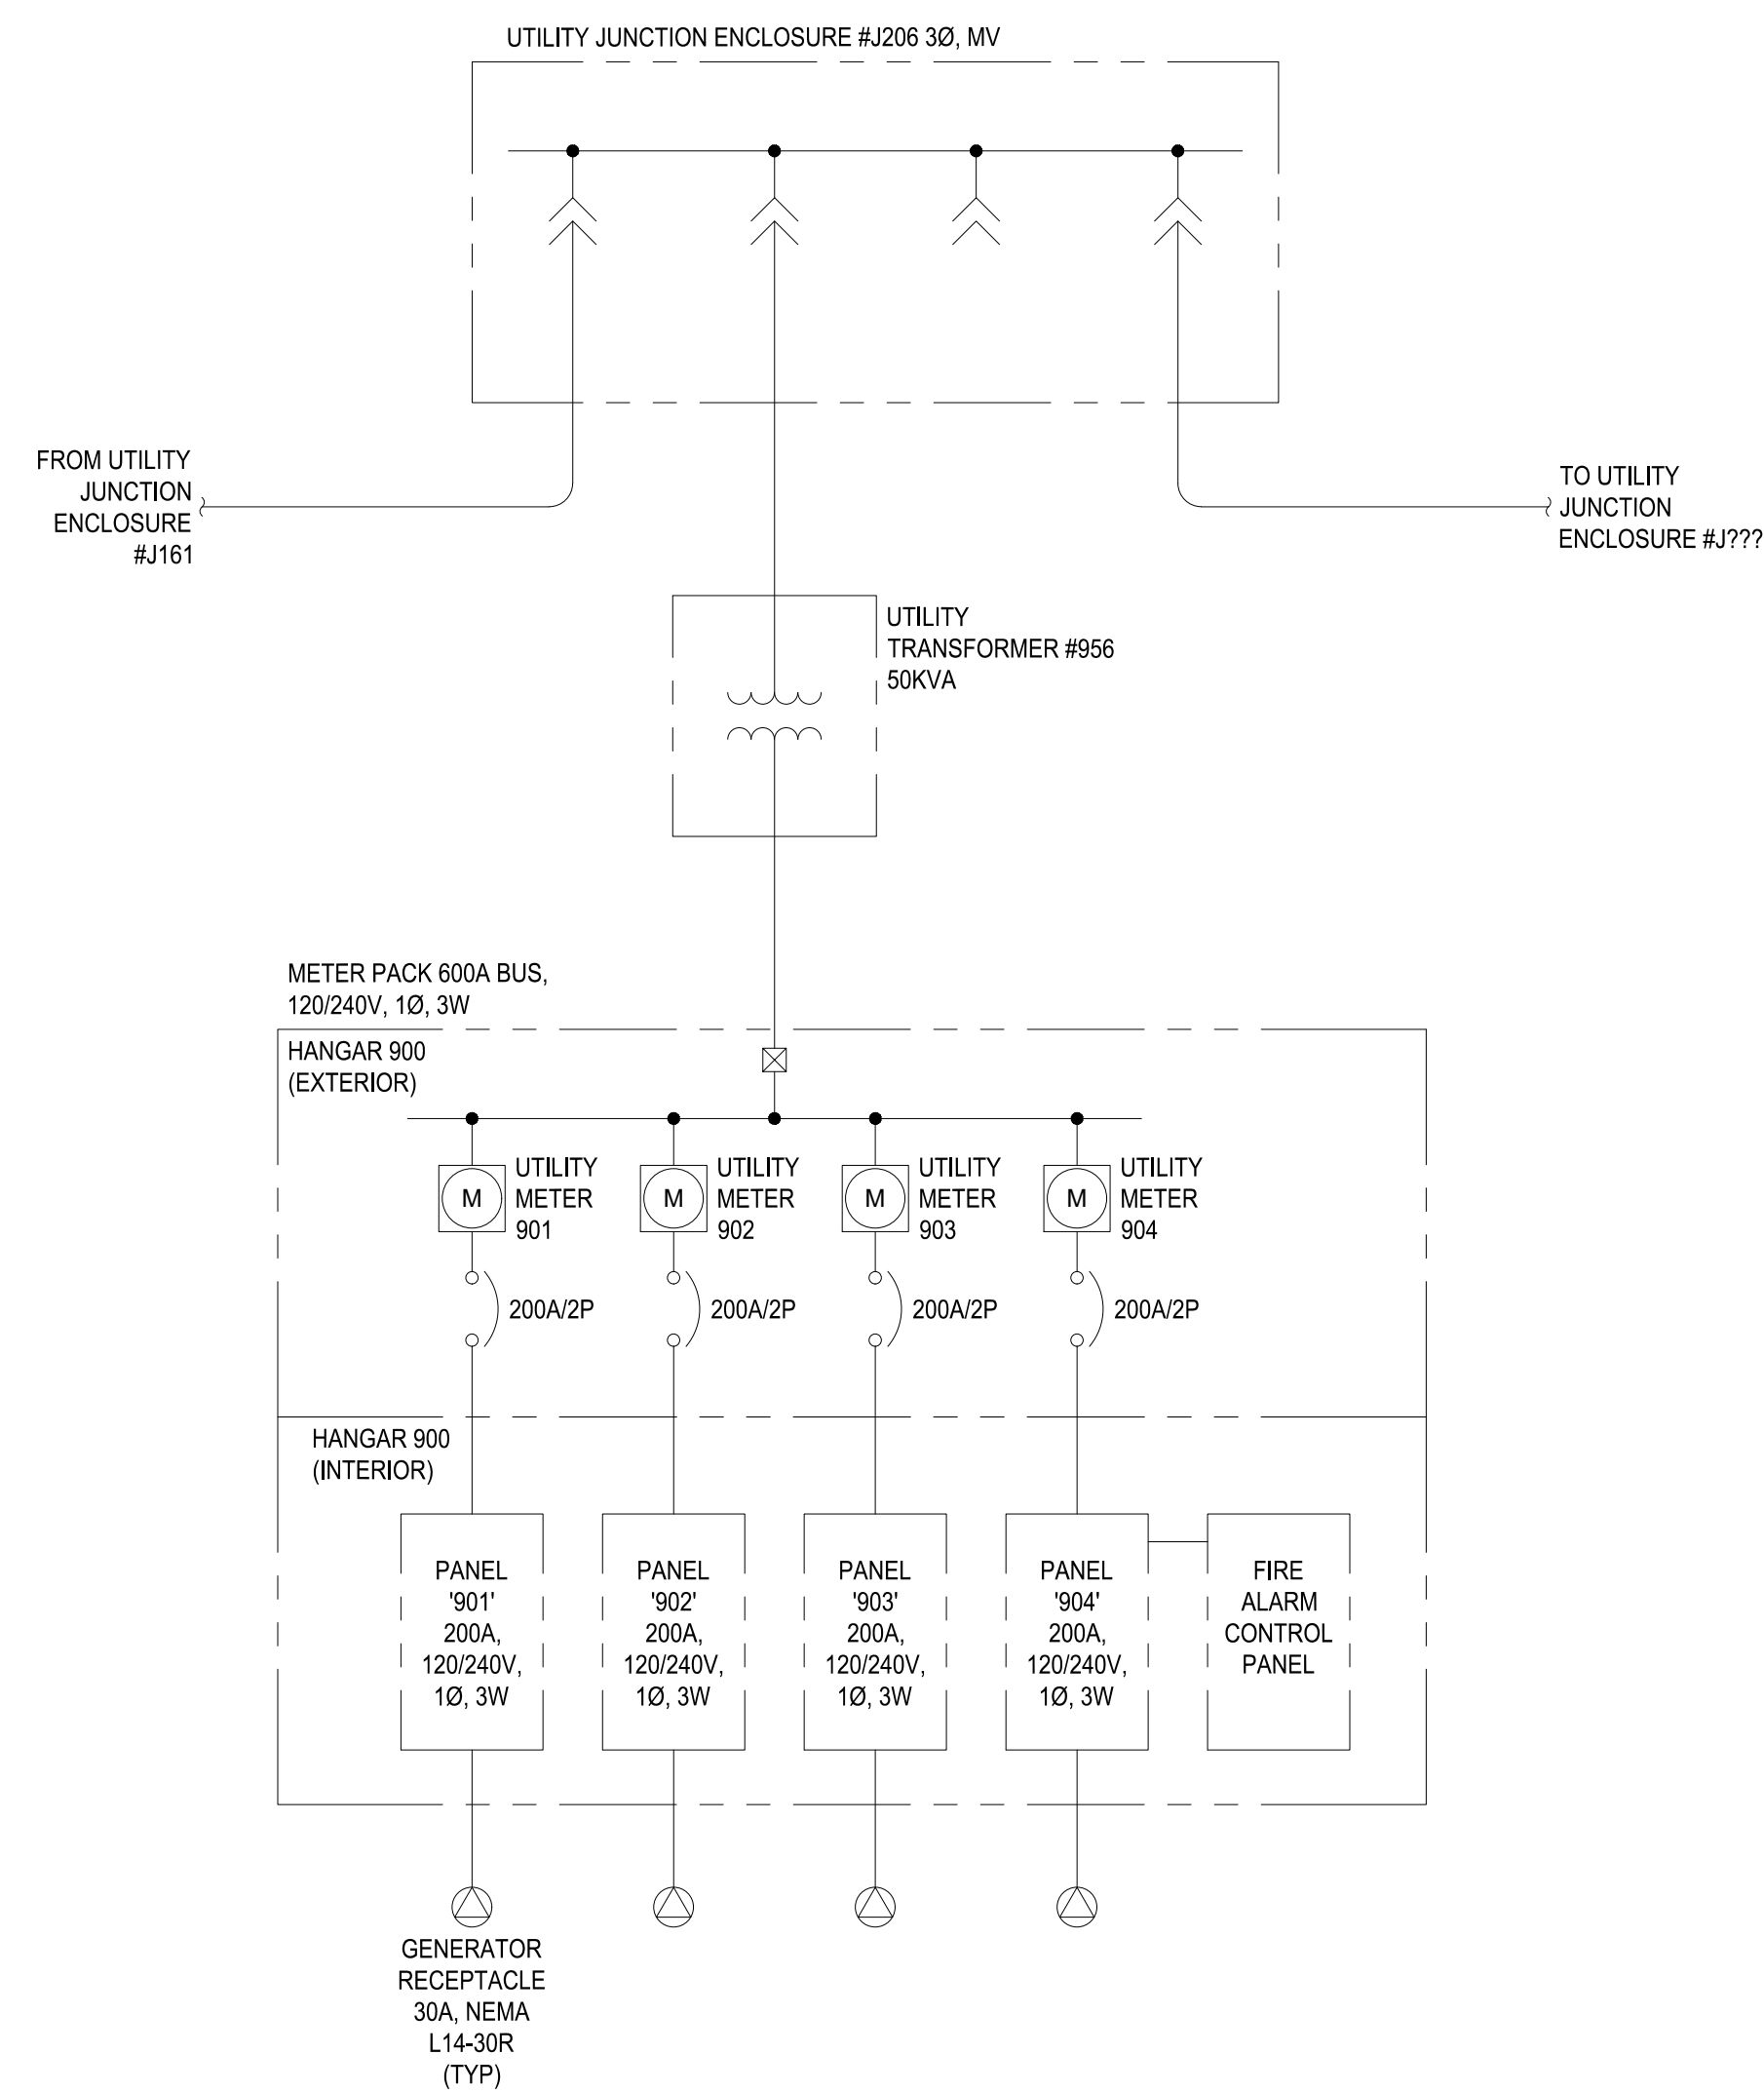 UTILITY JUNCTION ENCLOSURE #J206 3Ø, MV
FROM UTILITY
JUNCTION
ENCLOSURE
#J161
TO UTILITY
JUNCTION
ENCLOSURE #J???
UTILITY
TRANSFORMER #956
50KVA
METER PACK 600A BUS,
120/240V, 1Ø, 3W
HANGAR 900
(EXTERIOR)
M
UTILITY
METER
901
M
UTILITY
METER
902
M
UTILITY
METER
903
M
UTILITY
METER
904
200A/2P
200A/2P
200A/2P
200A/2P
HANGAR 900
(INTERIOR)
PANEL
'901'
200A,
120/240V,
1Ø, 3W
PANEL
'902'
200A,
120/240V,
1Ø, 3W
PANEL
'903'
200A,
120/240V,
1Ø, 3W
PANEL
'904'
200A,
120/240V,
1Ø, 3W
FIRE
ALARM
CONTROL
PANEL
GENERATOR
RECEPTACLE
30A, NEMA
L14-30R
(TYP)